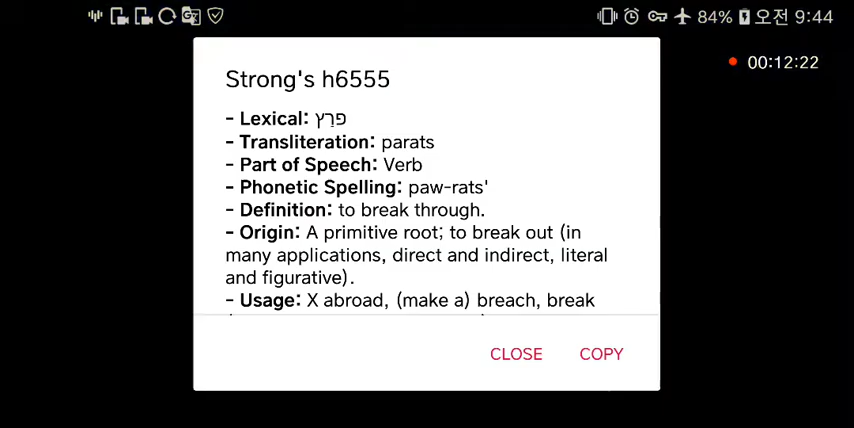 84% 오전 9:44
00:12:22
Strong's h6555
- Lexical: פרַץ
- Transliteration: parats
- Part of Speech: Verb
- Phonetic Spelling: paw-rats'
- Definition: to break through.
- Origin: A primitive root; to break out (in
many applications, direct and indirect, literal
and figurative).
- Usage: X abroad, (make a) breach, break
CLOSE COPY